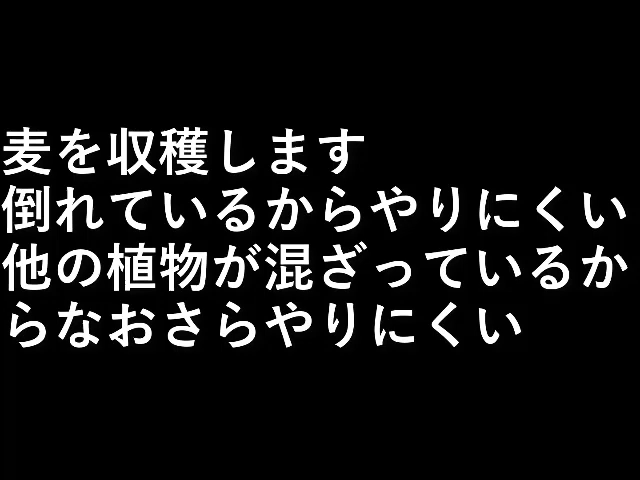 麦を収穫します
倒れているからやりにくい
他の植物が混ざっているか
らなおさらやりにくい